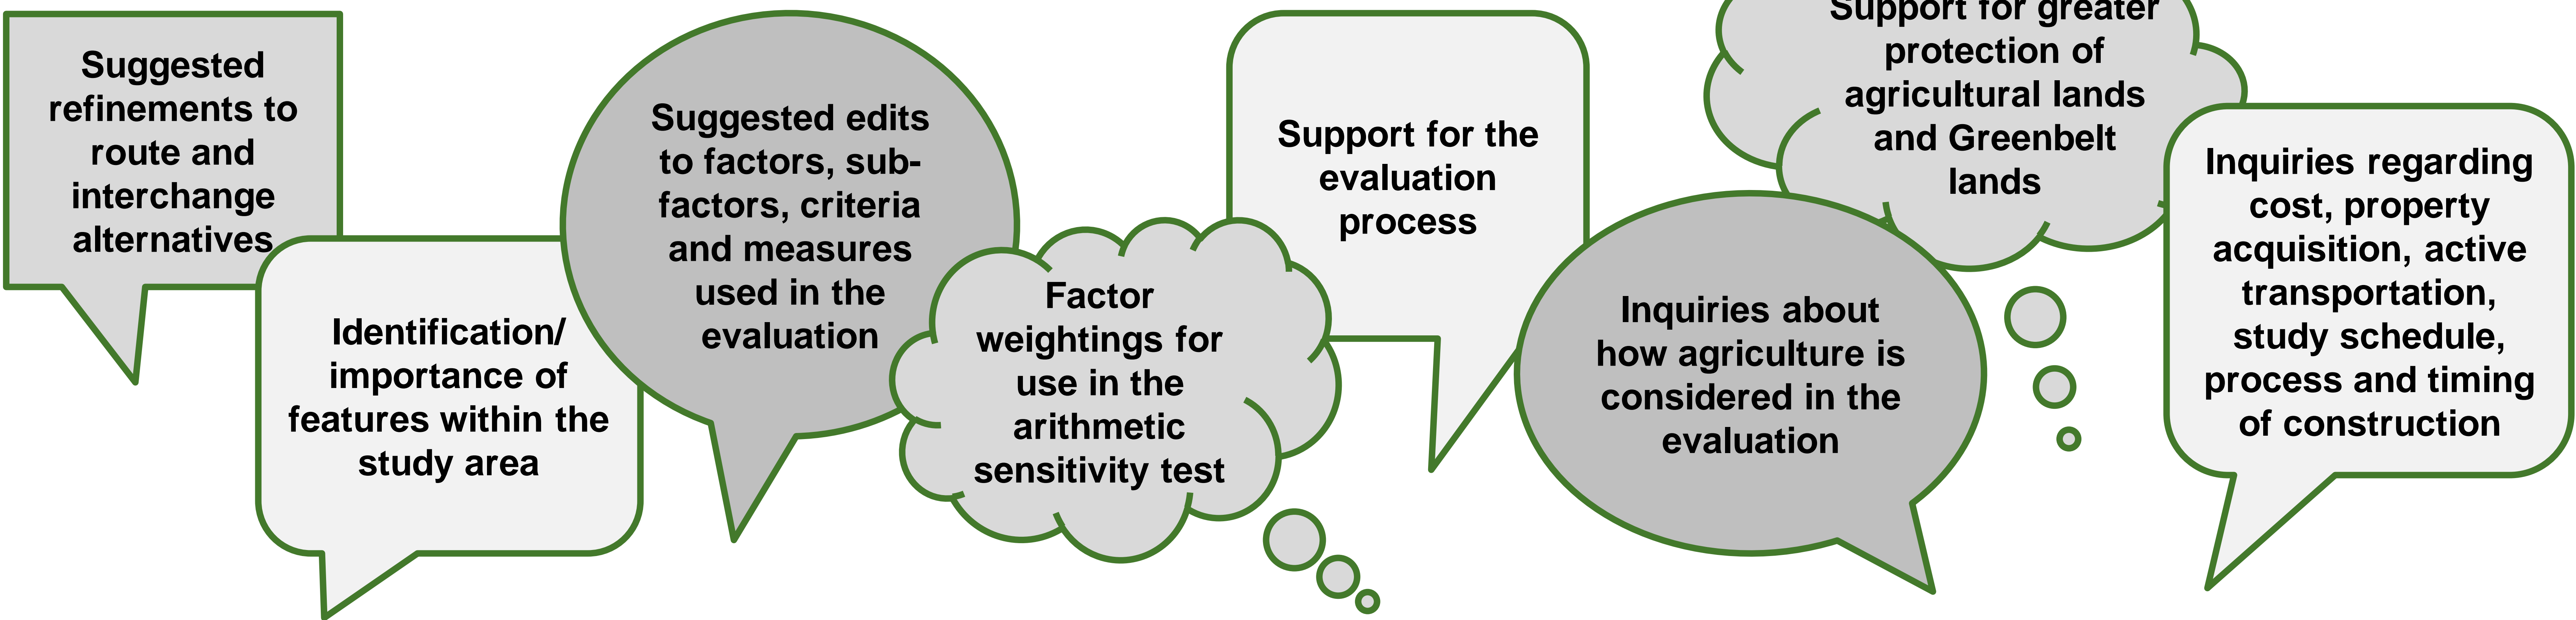 Suggested
refinements to
route and
interchange
alternatives
Identification/
importance of
features within the
study area
Suggested edits
to factors, sub-
factors, criteria
and measures
used in the
evaluation
Factor
weightings for
use in the
arithmetic
sensitivity test
Support for the
evaluation
process
Inquiries about
how agriculture is
considered in the
evaluation
Support for greater
protection of
agricultural lands
and Greenbelt
lands
Inquiries regarding
cost, property
acquisition, active
transportation,
study schedule,
process and timing
of construction